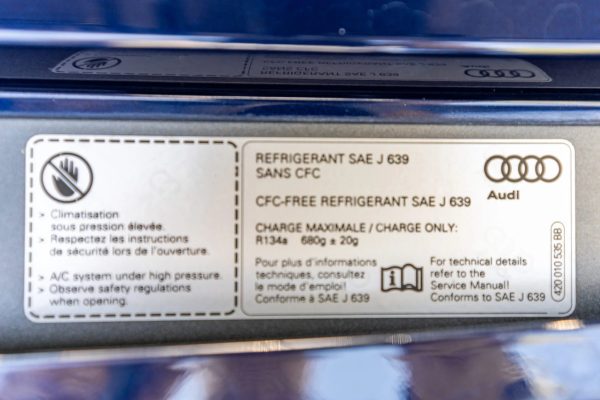 > Climatisation
sous pression élevée.
> Respectez les instructions
de sécurité lors de l'ouverture.
> A/C system under high pressure.
> Observe safety regulations
when opening.
REFRIGERANT SAE J 639
SANS CFC
CFC-FREE REFRIGERANT SAE J 639
CHARGE MAXIMALE / CHARGE ONLY:
R134a 680g ± 20g
Pour plus d'informations
techniques, consultez
le mode d'emploi!
Conforme à SAE J 639
For technical details
refer to the
Service Manual!
Conforms to SAE J 639
Audi
420 010 535 BB